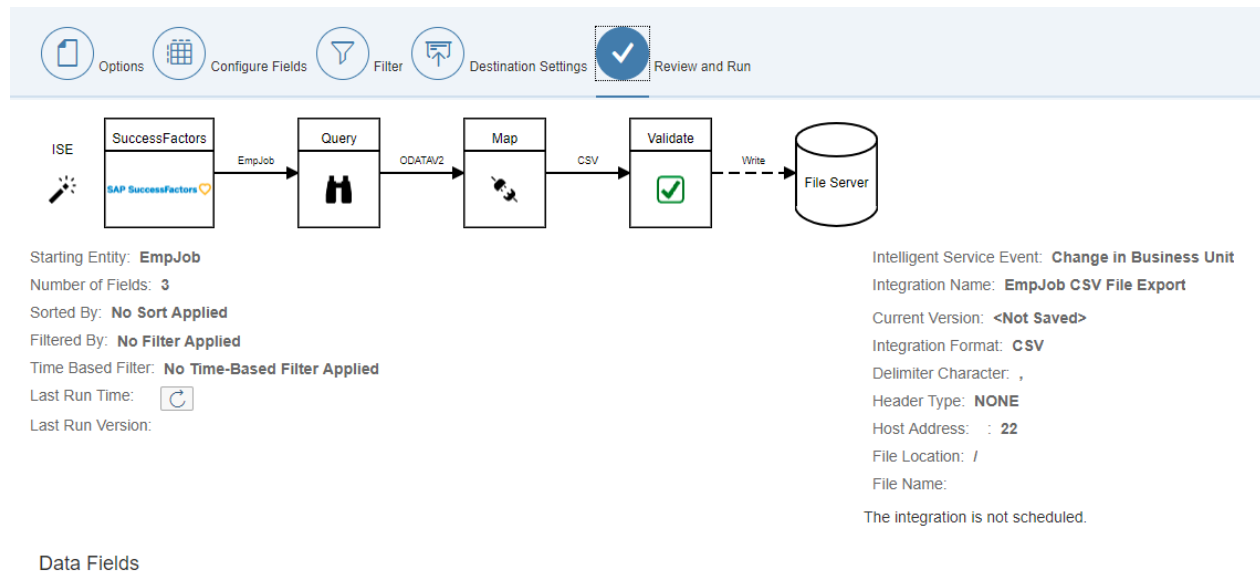 Options Configure Fields Filter Destination Settings Review and Run
ISE
SuccessFactors Query Map Validate
EmpJob ODATAV2 CSV Write
SAP SuccessFactors
File Server
Starting Entity: EmpJob
Number of Fields: 3
Sorted By: No Sort Applied
Filtered By: No Filter Applied
Time Based Filter: No Time-Based Filter Applied
Last Run Time:
Last Run Version:
Intelligent Service Event: Change in Business Unit
Integration Name: EmpJob CSV File Export
Current Version: <Not Saved>
Integration Format: CSV
Delimiter Character: ,
Header Type: NONE
Host Address: : 22
File Location: /
File Name:
The integration is not scheduled.
Data Fields